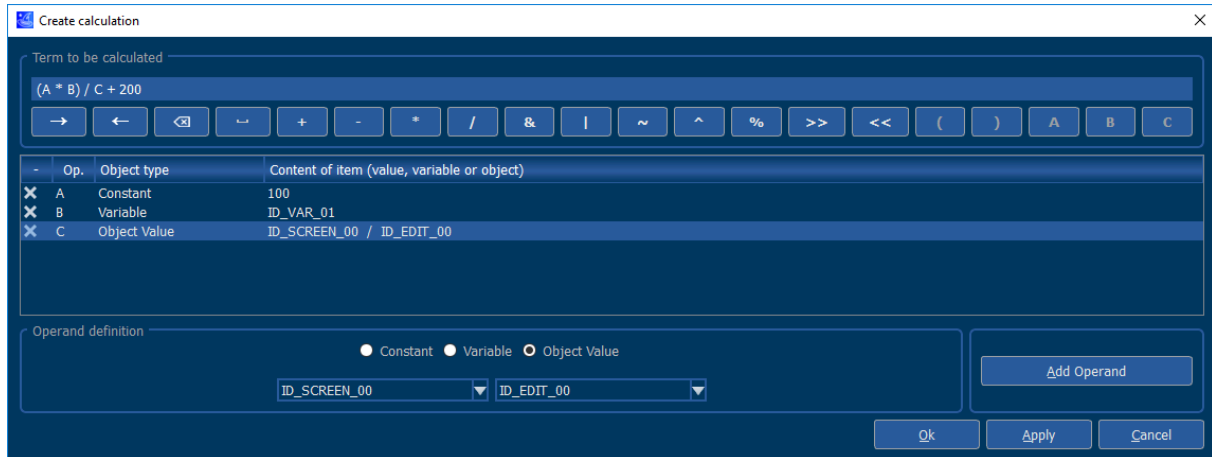 Create calculation
Term to be calculated
(A * B) / C + 200
→ ← ⌫ ⎵ + - * / & | ~ ^ % >> << ( ) A B C
- Op. Object type Content of item (value, variable or object)
A Constant 100
B Variable ID_VAR_01
C Object Value ID_SCREEN_00 / ID_EDIT_00
Operand definition
Constant Variable Object Value
ID_SCREEN_00 ID_EDIT_00
Add Operand
Ok Apply Cancel